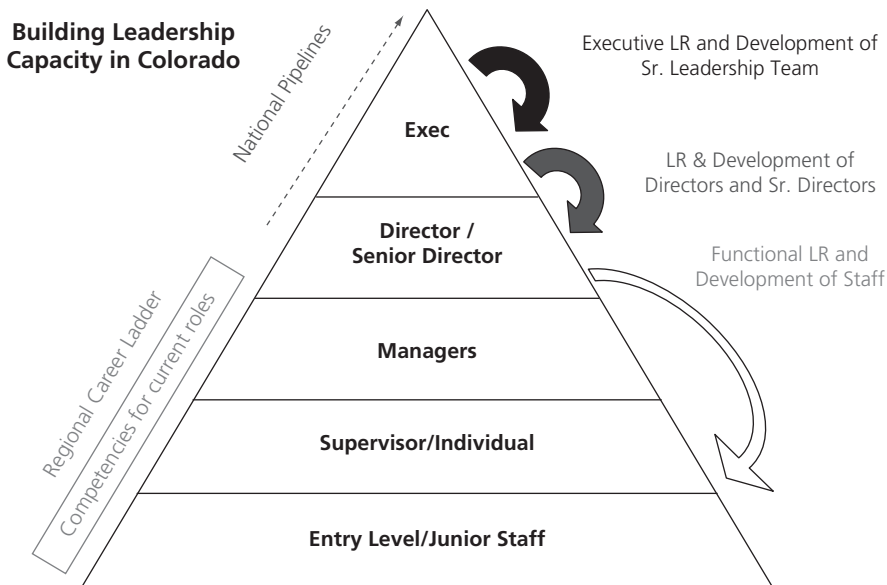 Building Leadership
Capacity in Colorado
National Pipelines
Executive LR and Development of
Sr. Leadership Team
Exec
LR & Development of
Directors and Sr. Directors
Director /
Senior Director
Functional LR and
Development of Staff
Managers
Regional Career Ladder
Competencies for current roles
Supervisor/Individual
Entry Level/Junior Staff